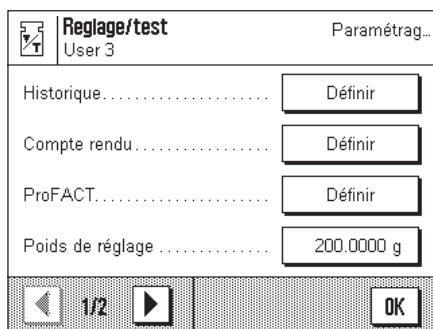 Reglage/test Paramétrag...
User 3
Historique..................... Définir
Compte rendu................. Définir
ProFACT....................... Définir
Poids de réglage .............. 200.0000 g
1/2 OK